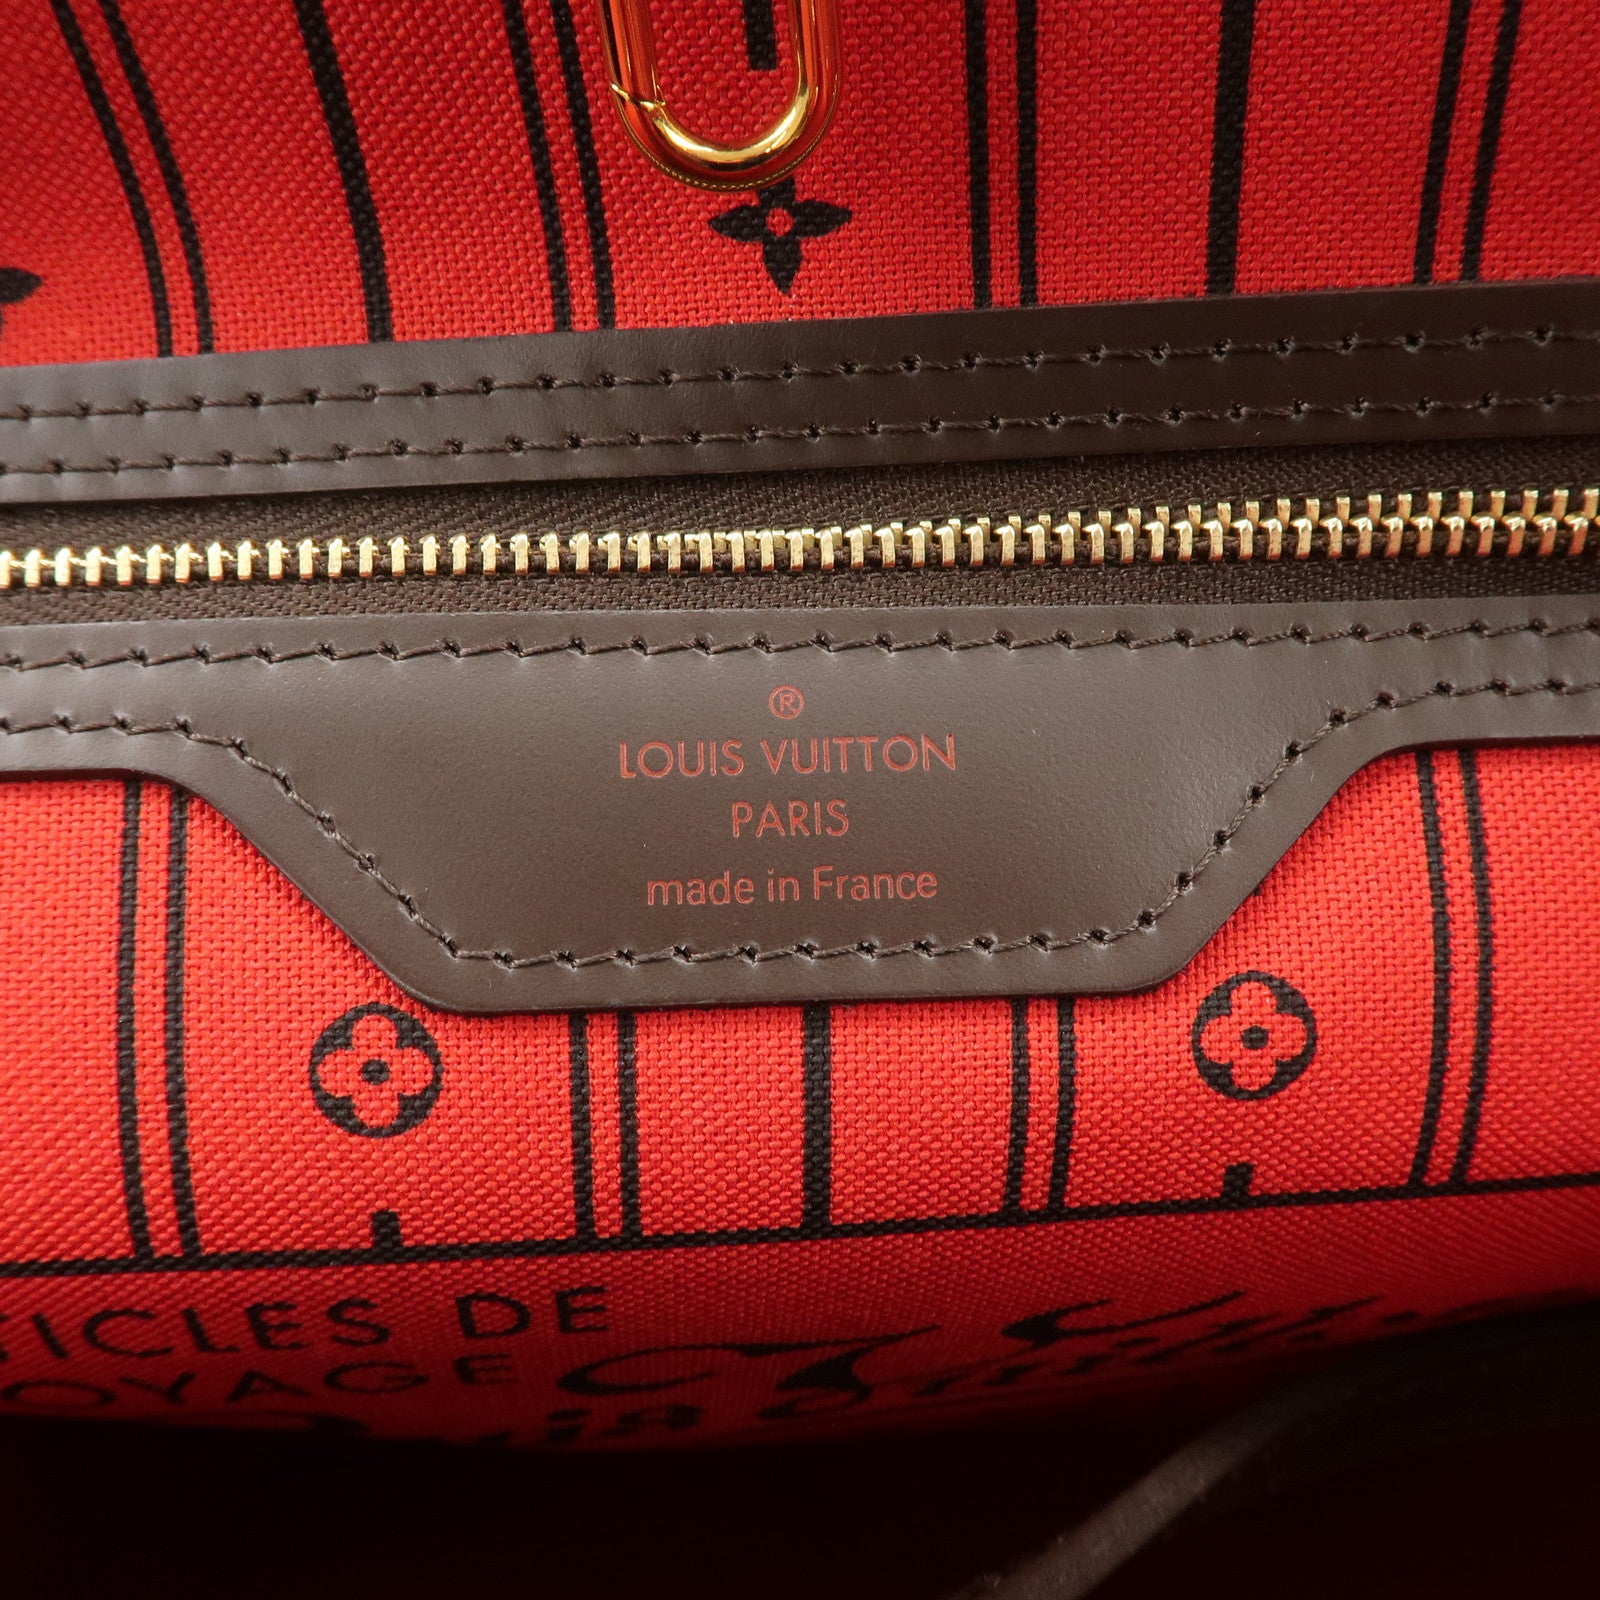 ®
LOUIS VUITTON
PARIS
made in France
ICLES DE
OYAGE